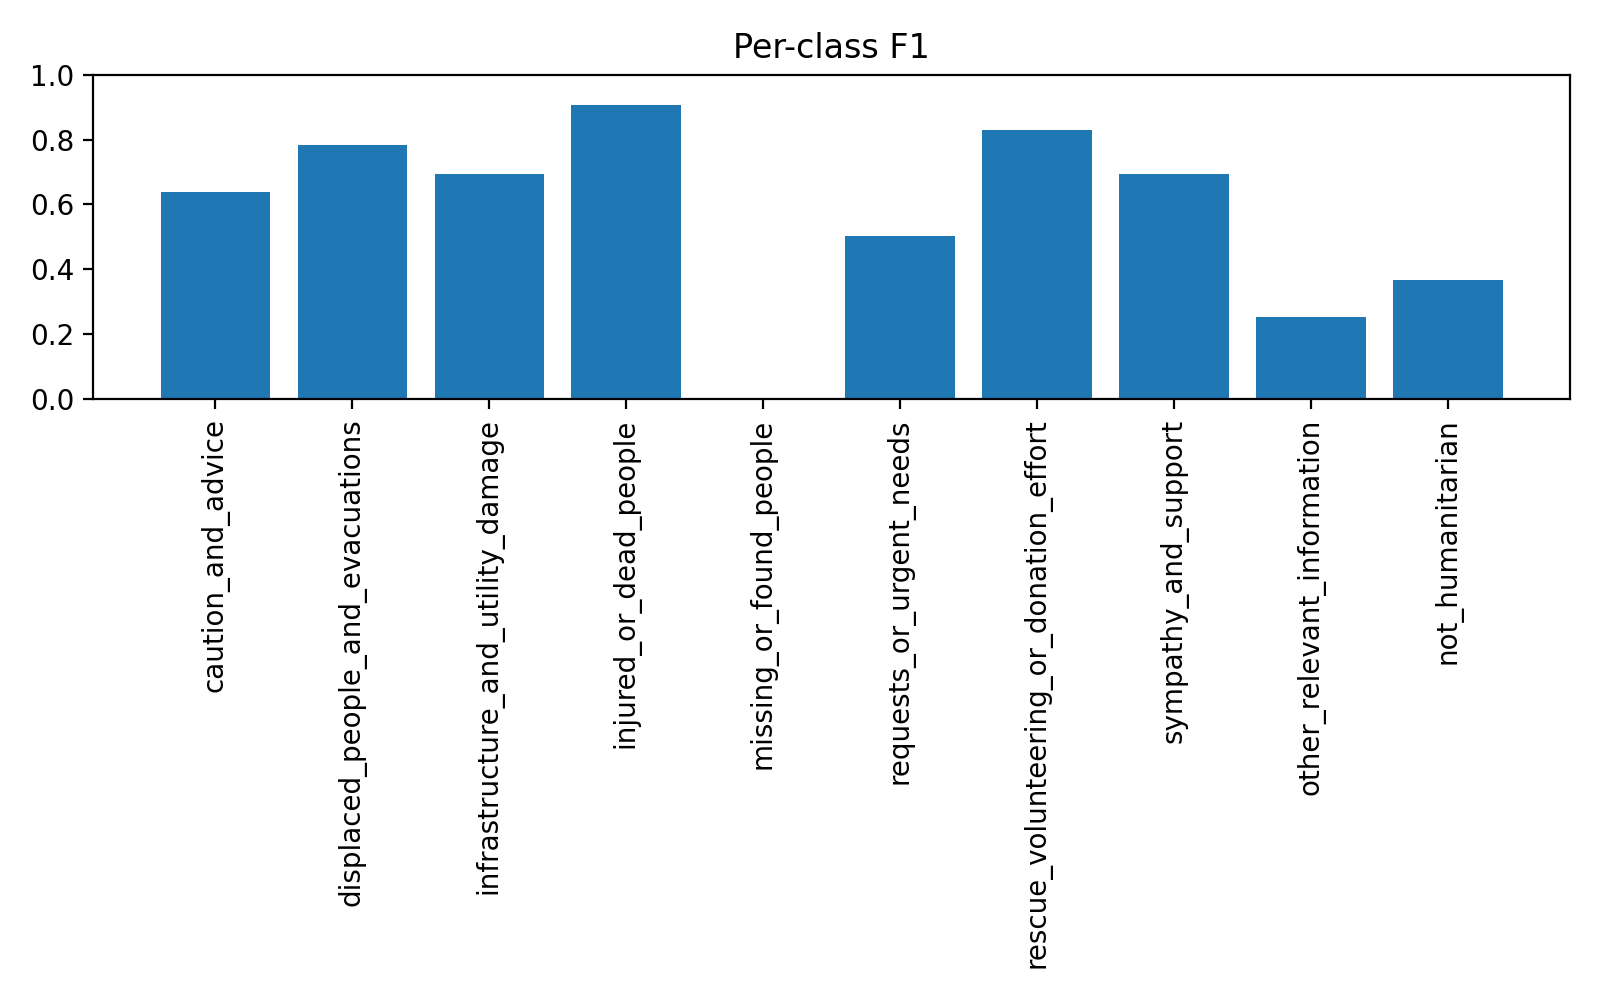 Per-class F1
1.0
0.8
0.6
0.4
0.2
0.0
caution_and_advice
displaced_people_and_evacuations
infrastructure_and_utility_damage
injured_or_dead_people
missing_or_found_people
requests_or_urgent_needs
rescue_volunteering_or_donation_effort
sympathy_and_support
other_relevant_information
not_humanitarian